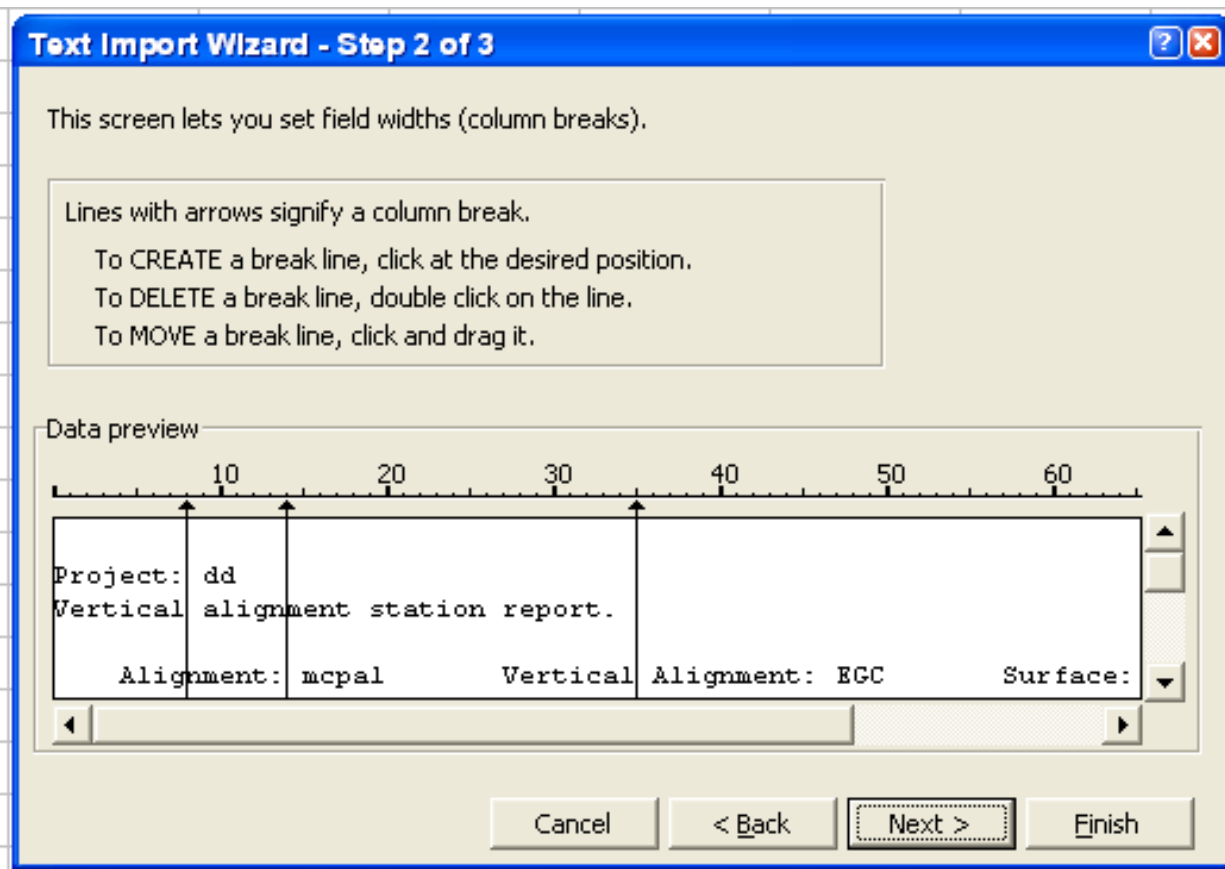 Text Import Wizard - Step 2 of 3
This screen lets you set field widths (column breaks).
Lines with arrows signify a column break.
To CREATE a break line, click at the desired position.
To DELETE a break line, double click on the line.
To MOVE a break line, click and drag it.
Data preview
10 20 30 40 50 60
Project: dd
Vertical alignment station report.
Alignment: mcpal Vertical Alignment: EGC Surface:
Cancel < Back Next > Finish